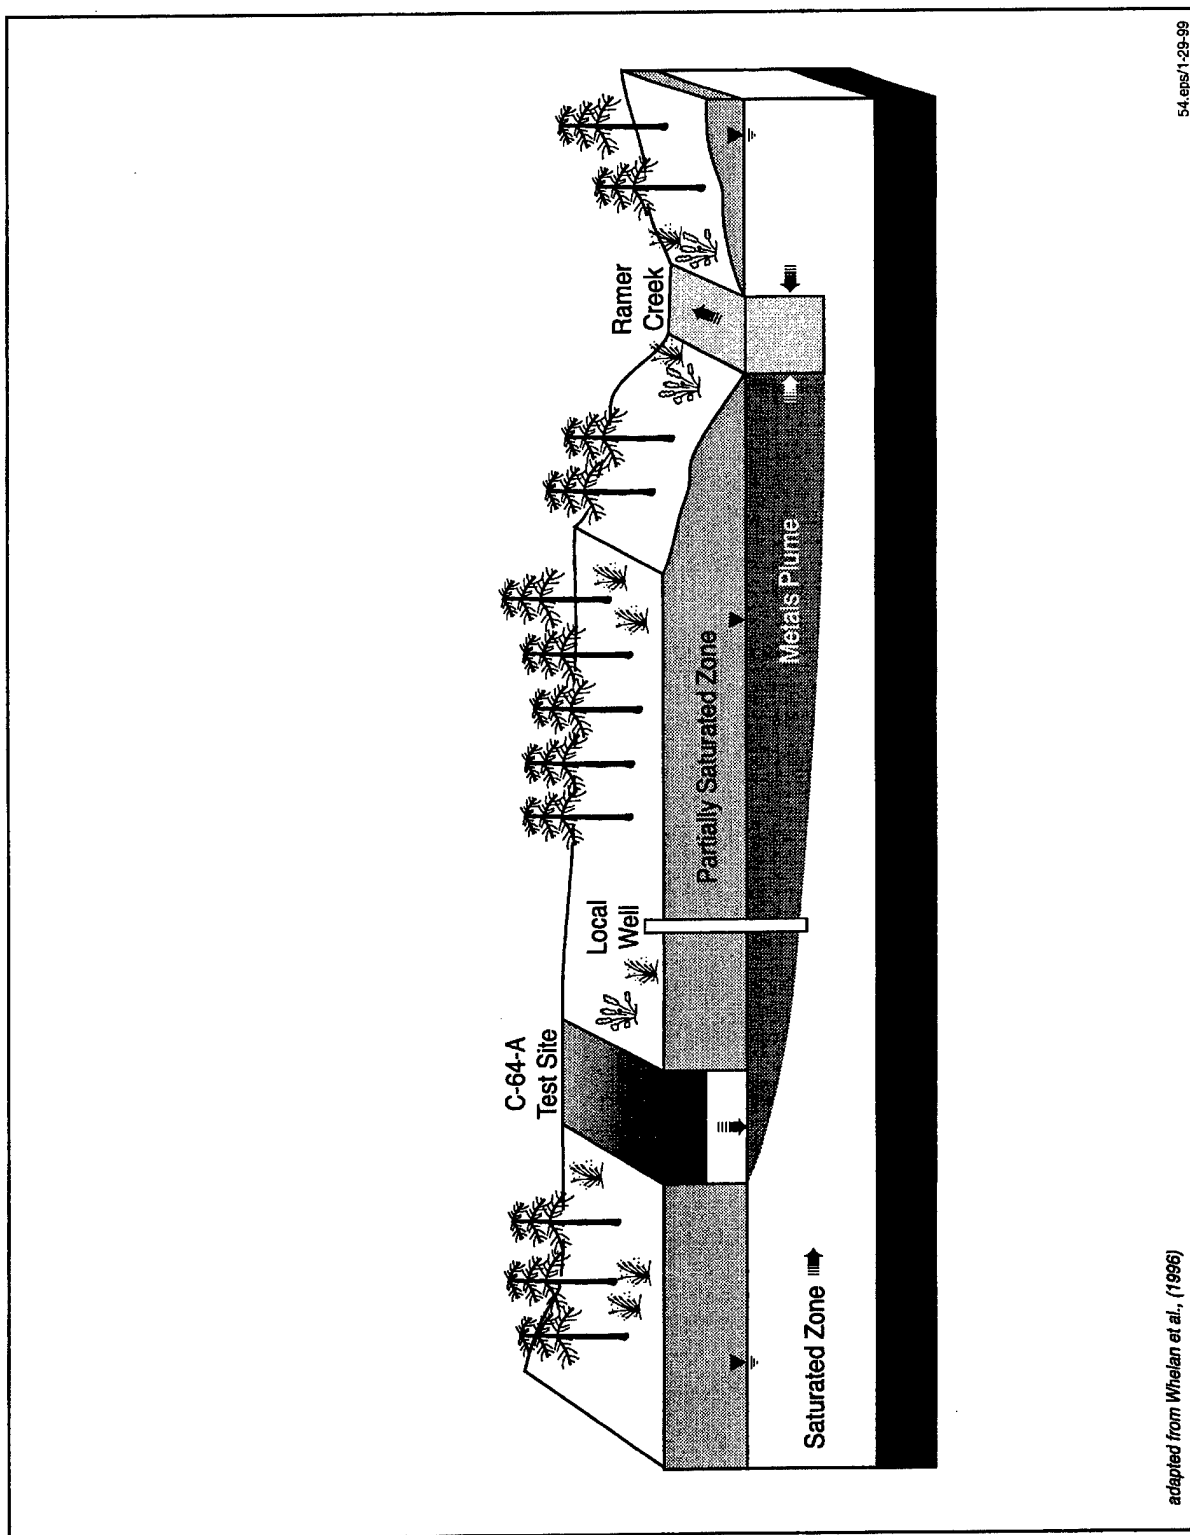 C-64-A
Test Site
Local
Well
Ramer
Creek
Partially Saturated Zone
Metals Plume
Saturated Zone
adapted from Whelan et al., (1996)
54.eps/1-29-99